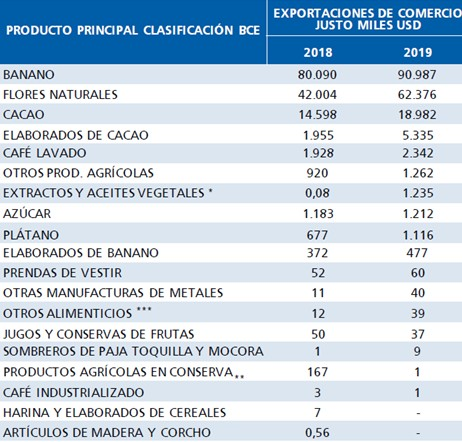 PRODUCTO PRINCIPAL CLASIFICACIÓN BCE
EXPORTACIONES DE COMERCIO
JUSTO MILES USD
2018 2019
BANANO 80.090 90.987
FLORES NATURALES 42.004 62.376
CACAO 14.598 18.982
ELABORADOS DE CACAO 1.955 5.335
CAFÉ LAVADO 1.928 2.342
OTROS PROD. AGRÍCOLAS 920 1.262
EXTRACTOS Y ACEITES VEGETALES * 0,08 1.235
AZÚCAR 1.183 1.212
PLÁTANO 677 1.116
ELABORADOS DE BANANO 372 477
PRENDAS DE VESTIR 52 60
OTRAS MANUFACTURAS DE METALES 11 40
OTROS ALIMENTICIOS *** 12 39
JUGOS Y CONSERVAS DE FRUTAS 50 37
SOMBREROS DE PAJA TOQUILLA Y MOCORA 1 9
PRODUCTOS AGRÍCOLAS EN CONSERVA ** 167 1
CAFÉ INDUSTRIALIZADO 3 1
HARINA Y ELABORADOS DE CEREALES 7 -
ARTÍCULOS DE MADERA Y CORCHO 0,56 -